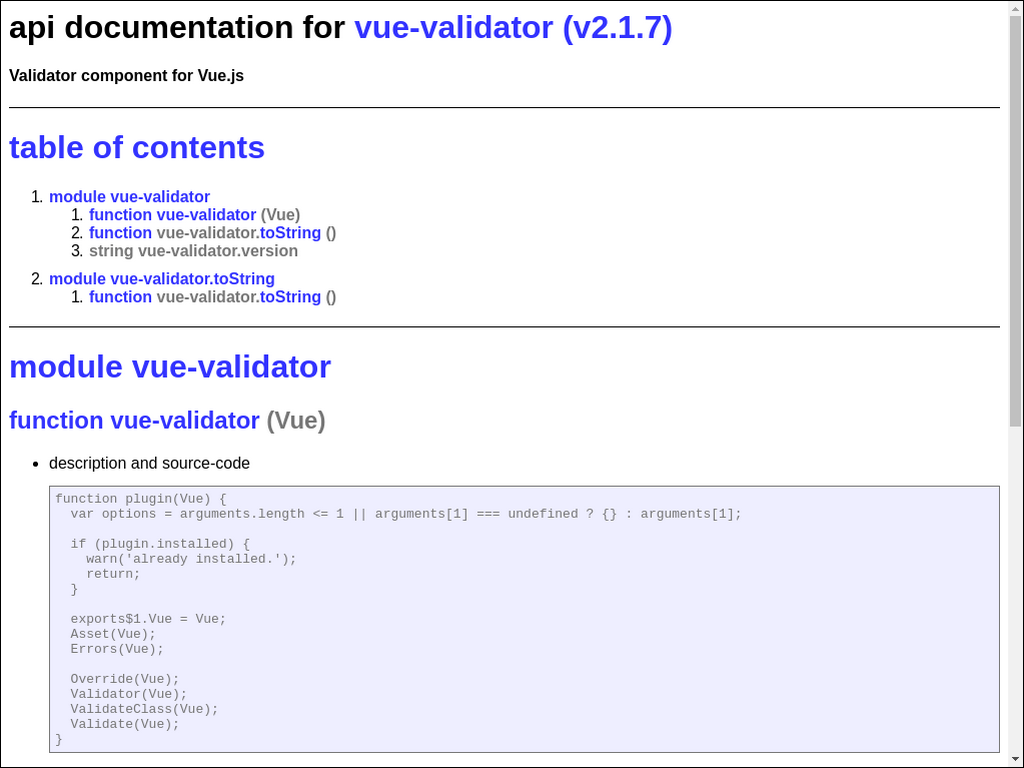 api documentation for vue-validator (v2.1.7)
Validator component for Vue.js
table of contents
1. module vue-validator
1. function vue-validator (Vue)
2. function vue-validator.toString ()
3. string vue-validator.version
2. module vue-validator.toString
1. function vue-validator.toString ()
module vue-validator
function vue-validator (Vue)
• description and source-code
function plugin(Vue) {
  var options = arguments.length <= 1 || arguments[1] === undefined ? {} : arguments[1];
  if (plugin.installed) {
    warn('already installed.');
    return;
  }
  exports$1.Vue = Vue;
  Asset(Vue);
  Errors(Vue);
  Override(Vue);
  Validator(Vue);
  ValidateClass(Vue);
  Validate(Vue);
}